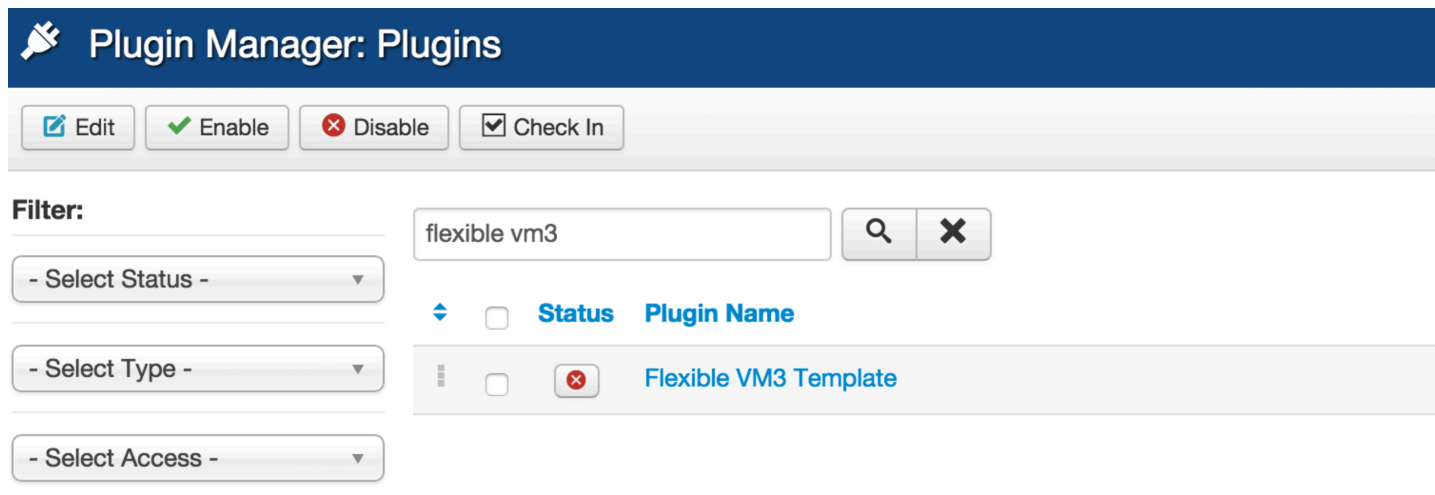 Plugin Manager: Plugins
Edit Enable Disable Check In
Filter:
flexible vm3
- Select Status -
Status Plugin Name
- Select Type -
Flexible VM3 Template
- Select Access -